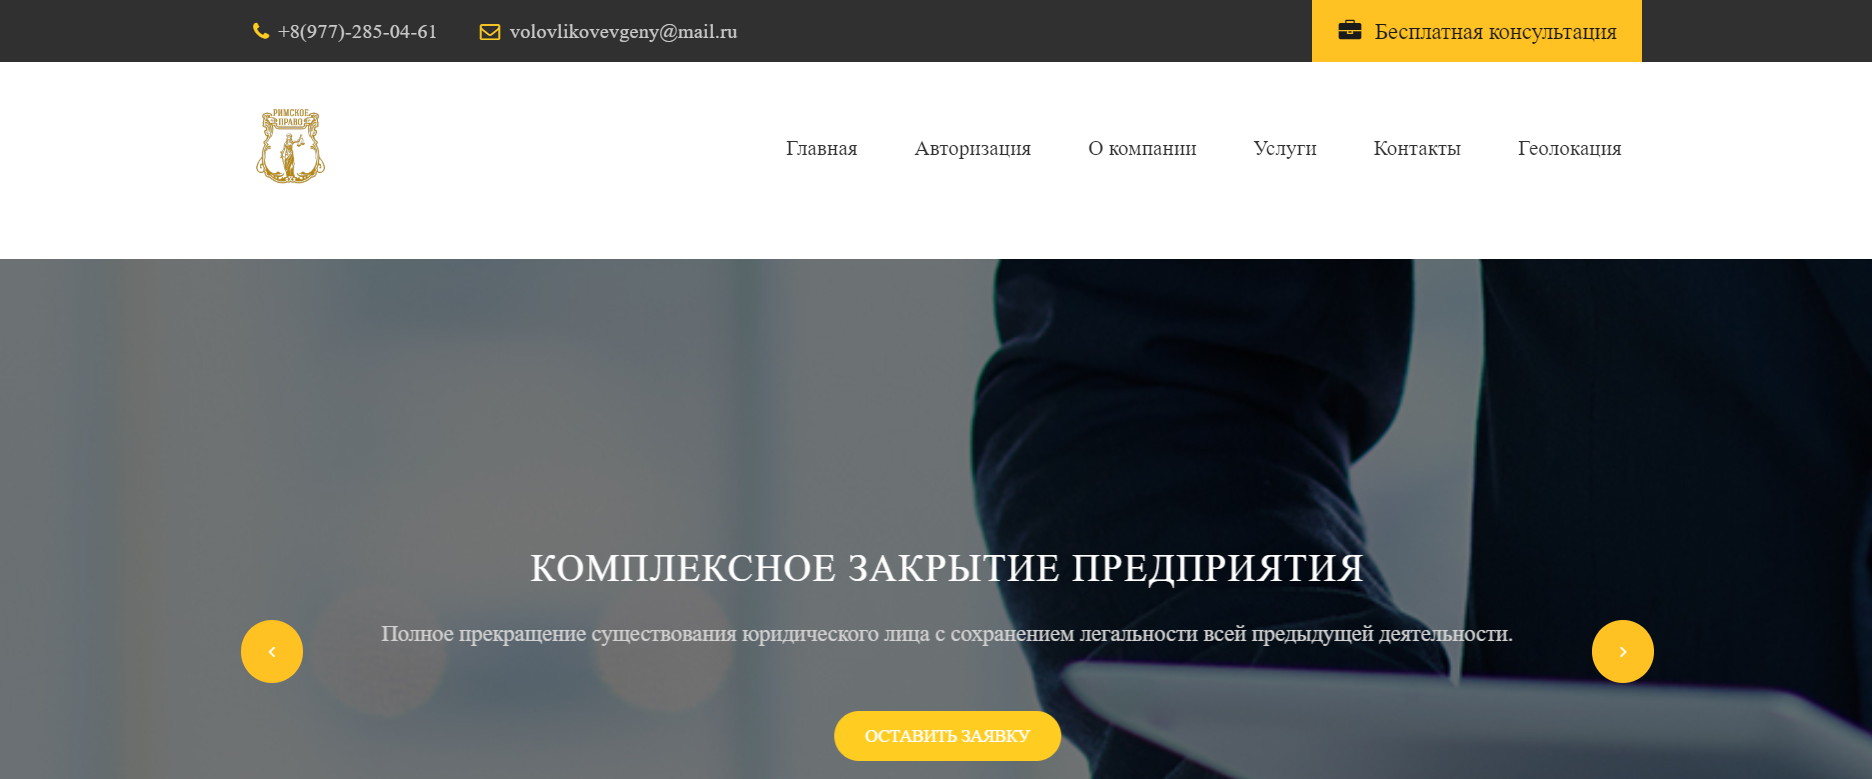 +8(977)-285-04-61
volovlikovevgeny@mail.ru
Бесплатная консультация
РИМСКОЕ
ПРАВО
Главная
Авторизация
О компании
Услуги
Контакты
Геолокация
КОМПЛЕКСНОЕ ЗАКРЫТИЕ ПРЕДПРИЯТИЯ
Полное прекращение существования юридического лица с сохранением легальности всей предыдущей деятельности.
ОСТАВИТЬ ЗАЯВКУ